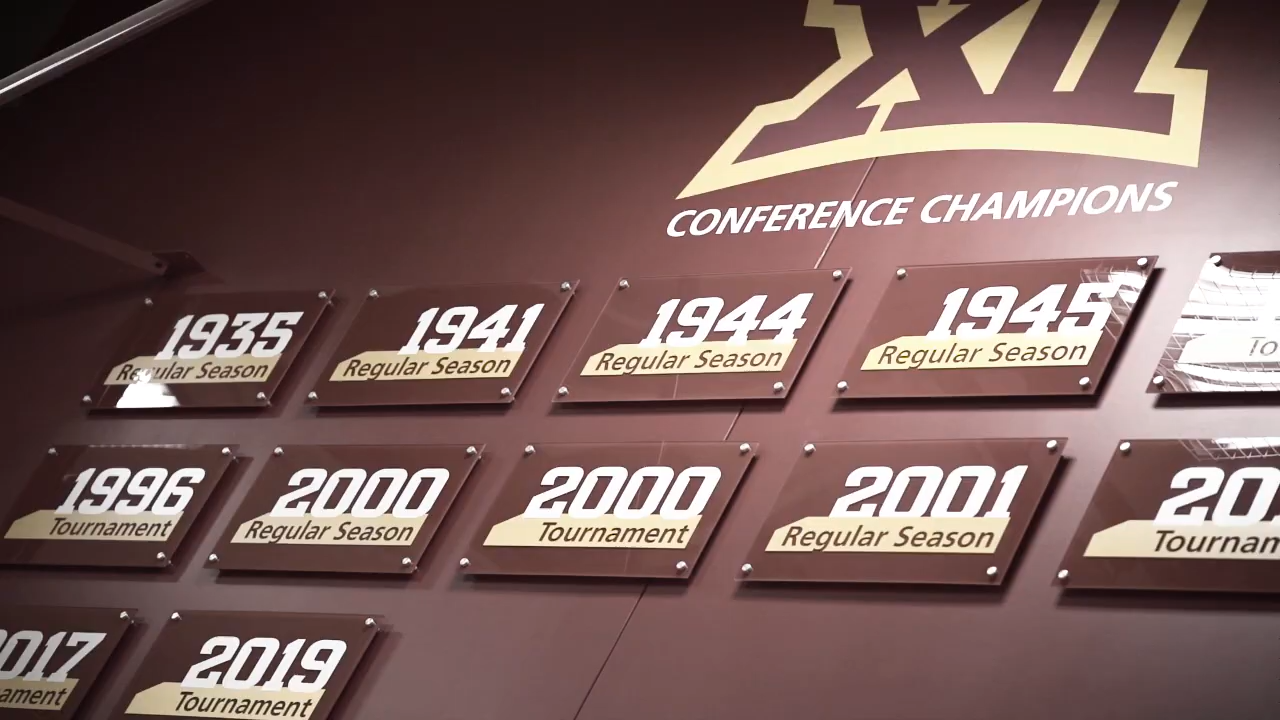 XII
CONFERENCE CHAMPIONS
1935
Regular Season
1941
Regular Season
1944
Regular Season
1945
Regular Season
1996
Tournament
2000
Regular Season
2000
Tournament
2001
Regular Season
2019
Tournament